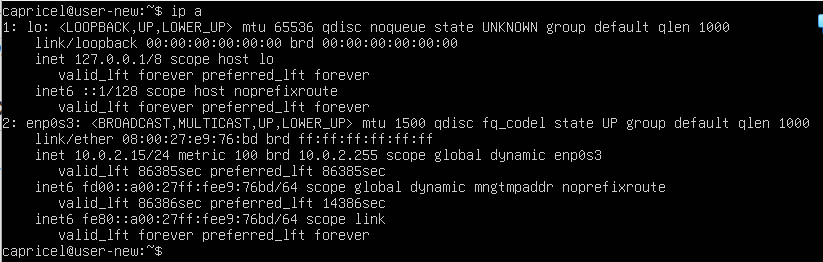 capricel@user-new:~$ ip a
1: lo: <LOOPBACK,UP,LOWER_UP> mtu 65536 qdisc noqueue state UNKNOWN group default qlen 1000
    link/loopback 00:00:00:00:00:00 brd 00:00:00:00:00:00
    inet 127.0.0.1/8 scope host lo
       valid_lft forever preferred_lft forever
    inet6 ::1/128 scope host noprefixroute
       valid_lft forever preferred_lft forever
2: enp0s3: <BROADCAST,MULTICAST,UP,LOWER_UP> mtu 1500 qdisc fq_codel state UP group default qlen 1000
    link/ether 08:00:27:e9:76:bd brd ff:ff:ff:ff:ff:ff
    inet 10.0.2.15/24 metric 100 brd 10.0.2.255 scope global dynamic enp0s3
       valid_lft 86385sec preferred_lft 86385sec
    inet6 fd00::a00:27ff:fee9:76bd/64 scope global dynamic mngtmpaddr noprefixroute
       valid_lft 86386sec preferred_lft 14386sec
    inet6 fe80::a00:27ff:fee9:76bd/64 scope link
       valid_lft forever preferred_lft forever
capricel@user-new:~$